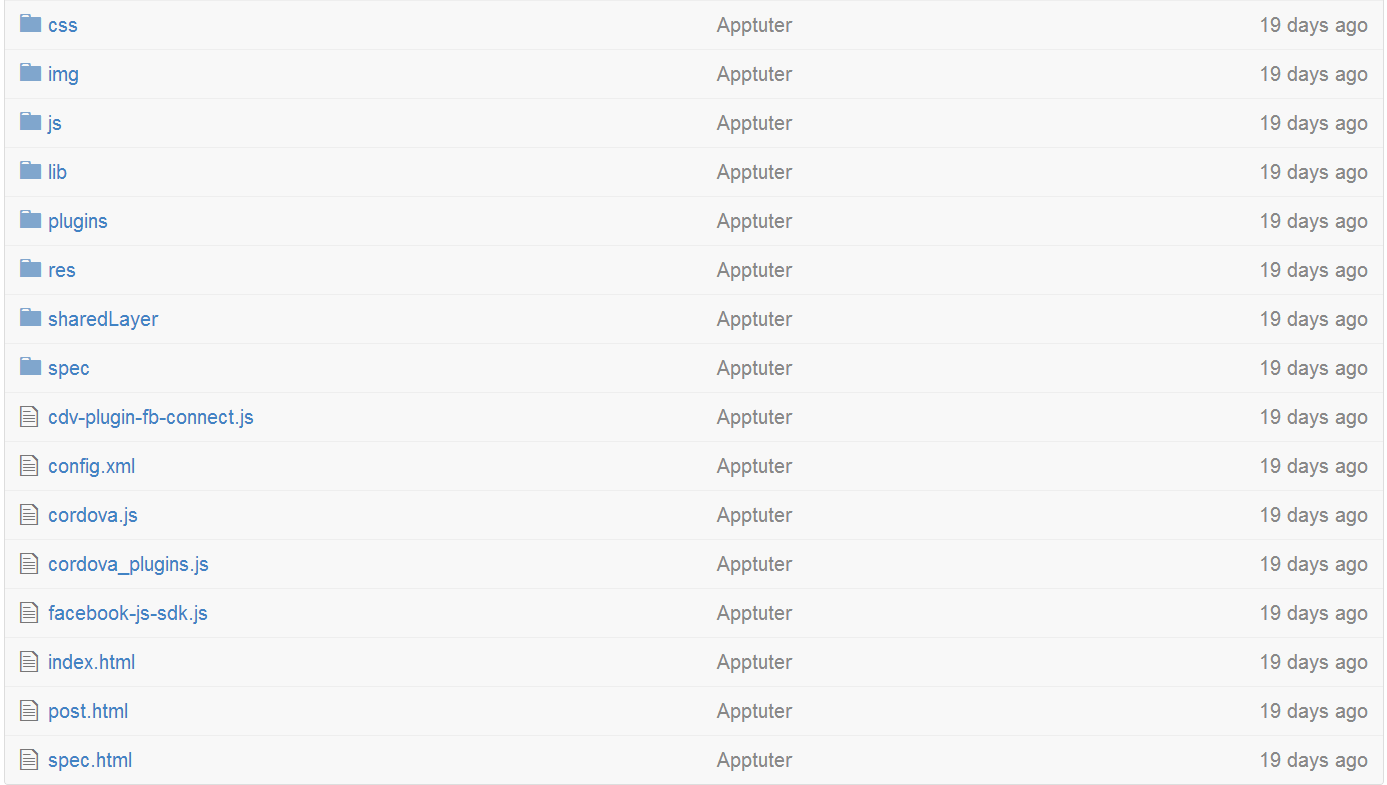 css Apptuter 19 days ago
img Apptuter 19 days ago
js Apptuter 19 days ago
lib Apptuter 19 days ago
plugins Apptuter 19 days ago
res Apptuter 19 days ago
sharedLayer Apptuter 19 days ago
spec Apptuter 19 days ago
cdv-plugin-fb-connect.js Apptuter 19 days ago
config.xml Apptuter 19 days ago
cordova.js Apptuter 19 days ago
cordova_plugins.js Apptuter 19 days ago
facebook-js-sdk.js Apptuter 19 days ago
index.html Apptuter 19 days ago
post.html Apptuter 19 days ago
spec.html Apptuter 19 days ago